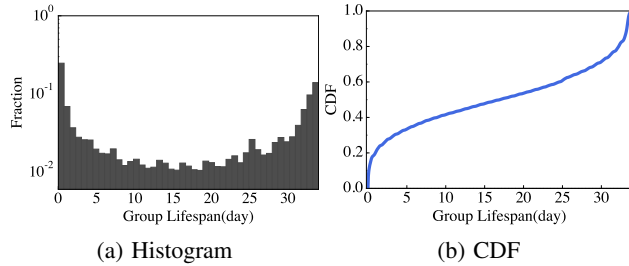 10^0
10^-1
10^-2
Fraction
0 5 10 15 20 25 30
Group Lifespan(day)
(a) Histogram
1.0
0.8
0.6
0.4
0.2
0.0
CDF
0 5 10 15 20 25 30
Group Lifespan(day)
(b) CDF